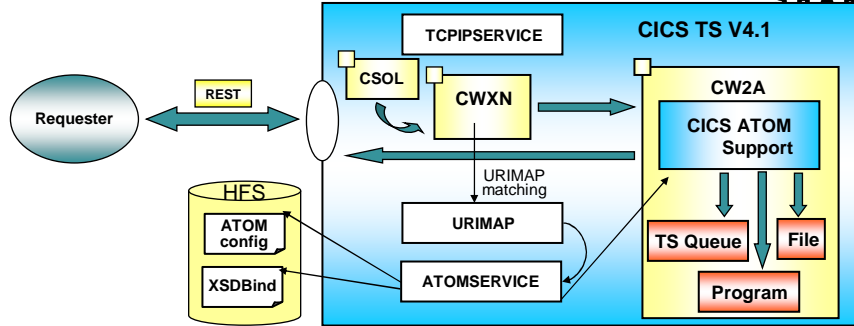 CICS TS V4.1
TCPIPSERVICE
CSOL
CWXN
CW2A
REST
Requester
CICS ATOM
Support
URIMAP
matching
HFS
ATOM
config
URIMAP
TS Queue
File
XSDBind
ATOMSERVICE
Program